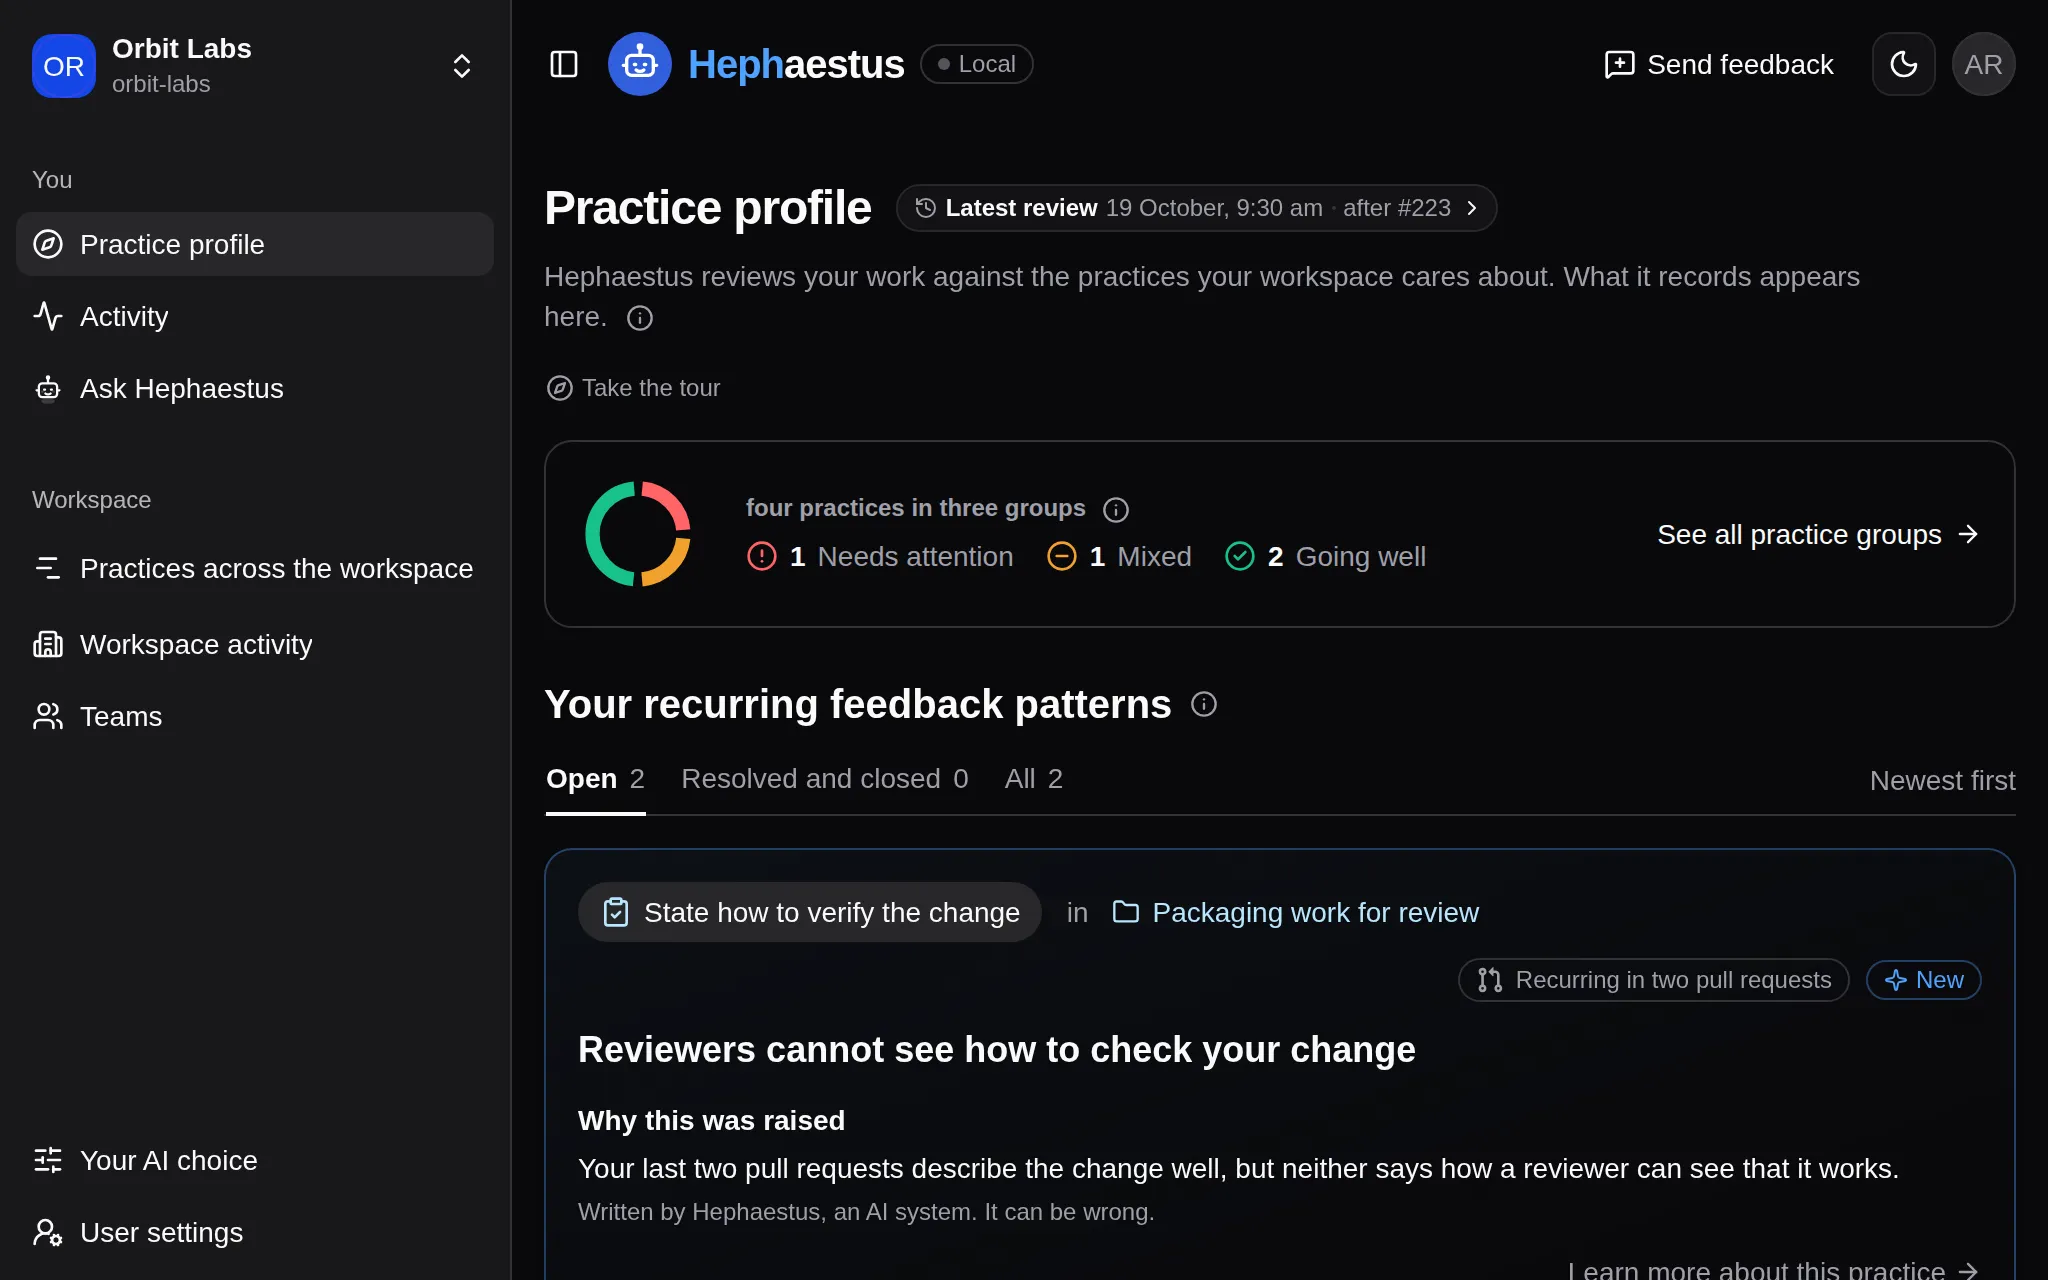 OR
Orbit Labs
orbit-labs
You
Practice profile
Activity
Ask Hephaestus
Workspace
Practices across the workspace
Workspace activity
Teams
Your AI choice
User settings
Hephaestus
Local
Send feedback
AR
Practice profile
Latest review 19 October, 9:30 am · after #223
Hephaestus reviews your work against the practices your workspace cares about. What it records appears
here.
Take the tour
four practices in three groups
1 Needs attention 1 Mixed 2 Going well
See all practice groups
Your recurring feedback patterns
Open 2 Resolved and closed 0 All 2
Newest first
State how to verify the change in Packaging work for review
Recurring in two pull requests
New
Reviewers cannot see how to check your change
Why this was raised
Your last two pull requests describe the change well, but neither says how a reviewer can see that it works.
Written by Hephaestus, an AI system. It can be wrong.
Learn more about this practice